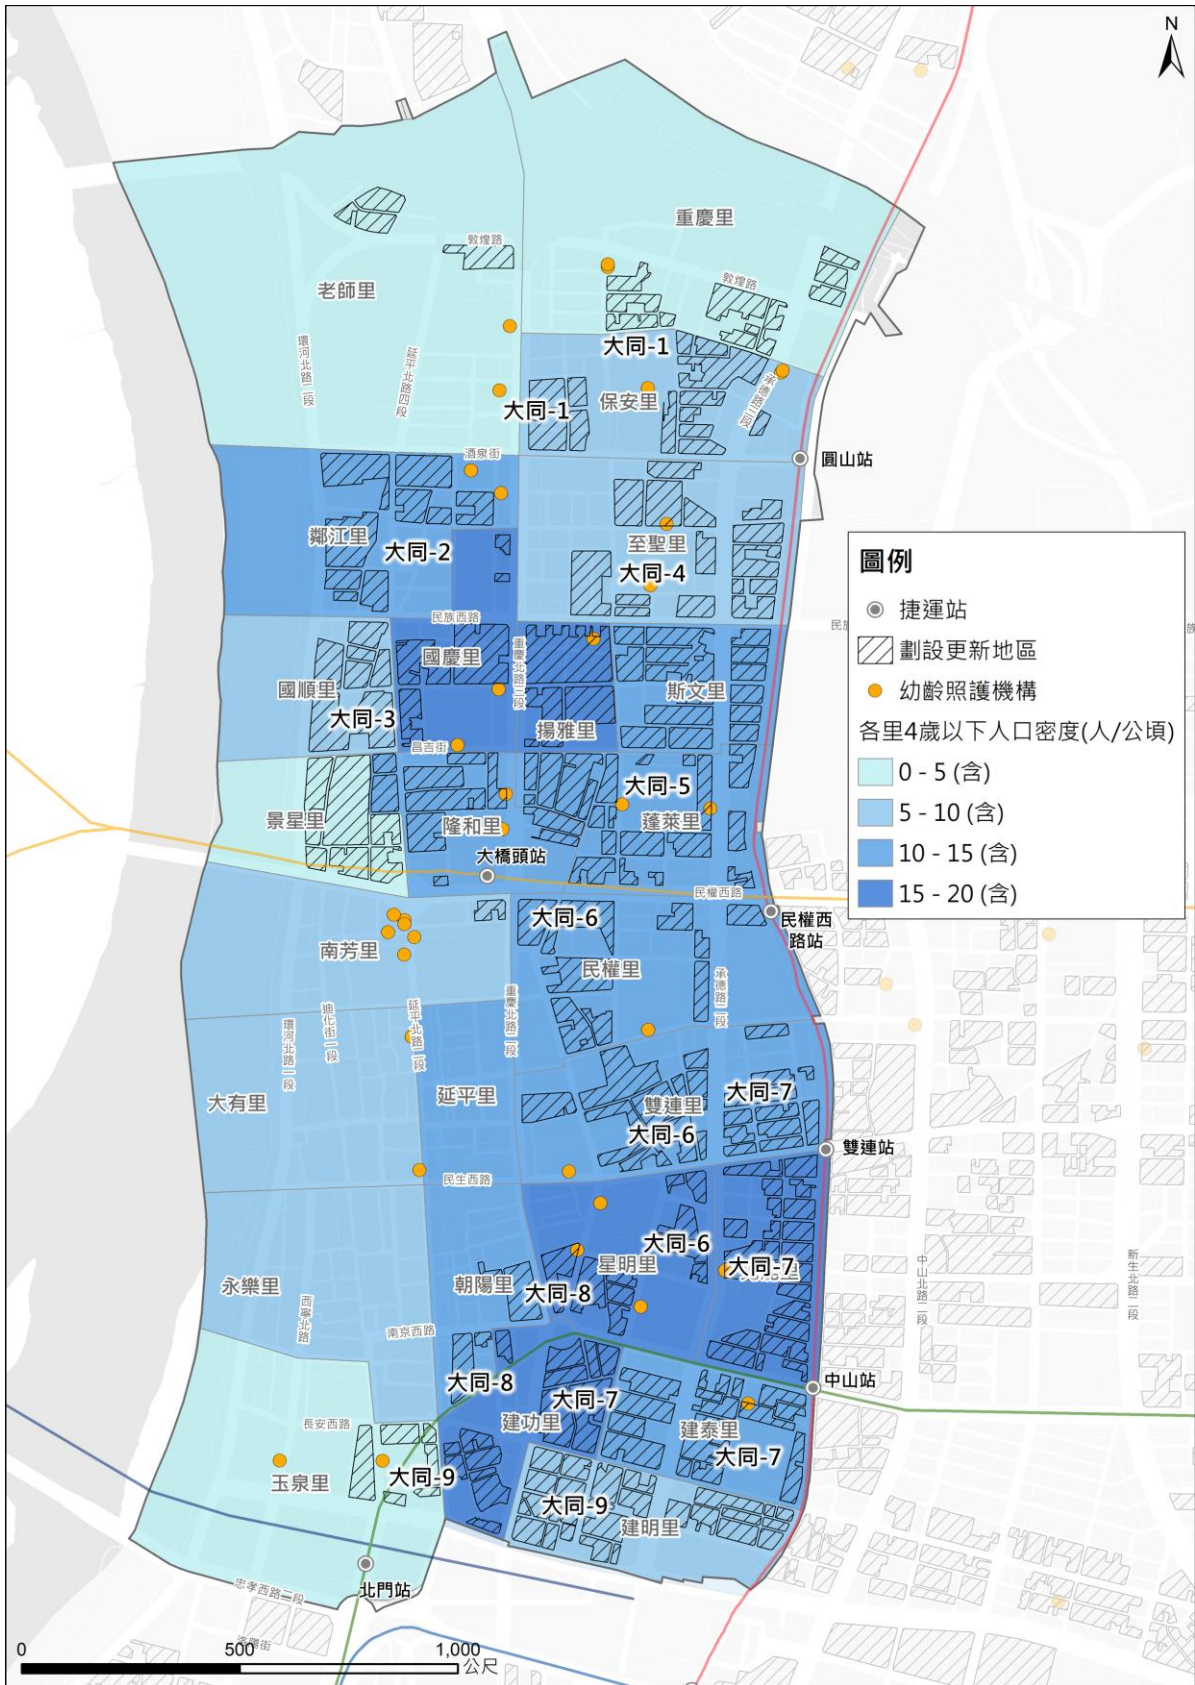 N
重慶里
敦煌路
老師里
敦煌路
環河北路二段
延平北路四段
大同-1
承德路三段
大同-1
保安里
酒泉街
圓山站
鄰江里
大同-2
至聖里
大同-4
圖例
捷運站
劃設更新地區
幼齡照護機構
各里4歲以下人口密度(人/公頃)
0 - 5 (含)
5 - 10 (含)
10 - 15 (含)
15 - 20 (含)
民族西路
國慶里
重慶北路三段
國順里
大同-3
斯文里
揚雅里
昌吉街
大同-5
景星里
隆和里
蓬萊里
大橋頭站
民權西路
民權西
路站
大同-6
南芳里
民權里
承德路二段
迪化街一段
環河北路一段
延平北路二段
重慶北路二段
大有里
延平里
大同-7
雙連里
大同-6
雙連站
民生西路
大同-6
星明里
大同-7
永樂里
朝陽里
大同-8
西寧北路
南京西路
中山北路二段
新生北路二段
大同-8
中山站
大同-7
長安西路
建功里
建泰里
大同-7
玉泉里
大同-9
大同-9
建明里
北門站
忠孝西路二段
洛陽街
0
500
1,000
公尺